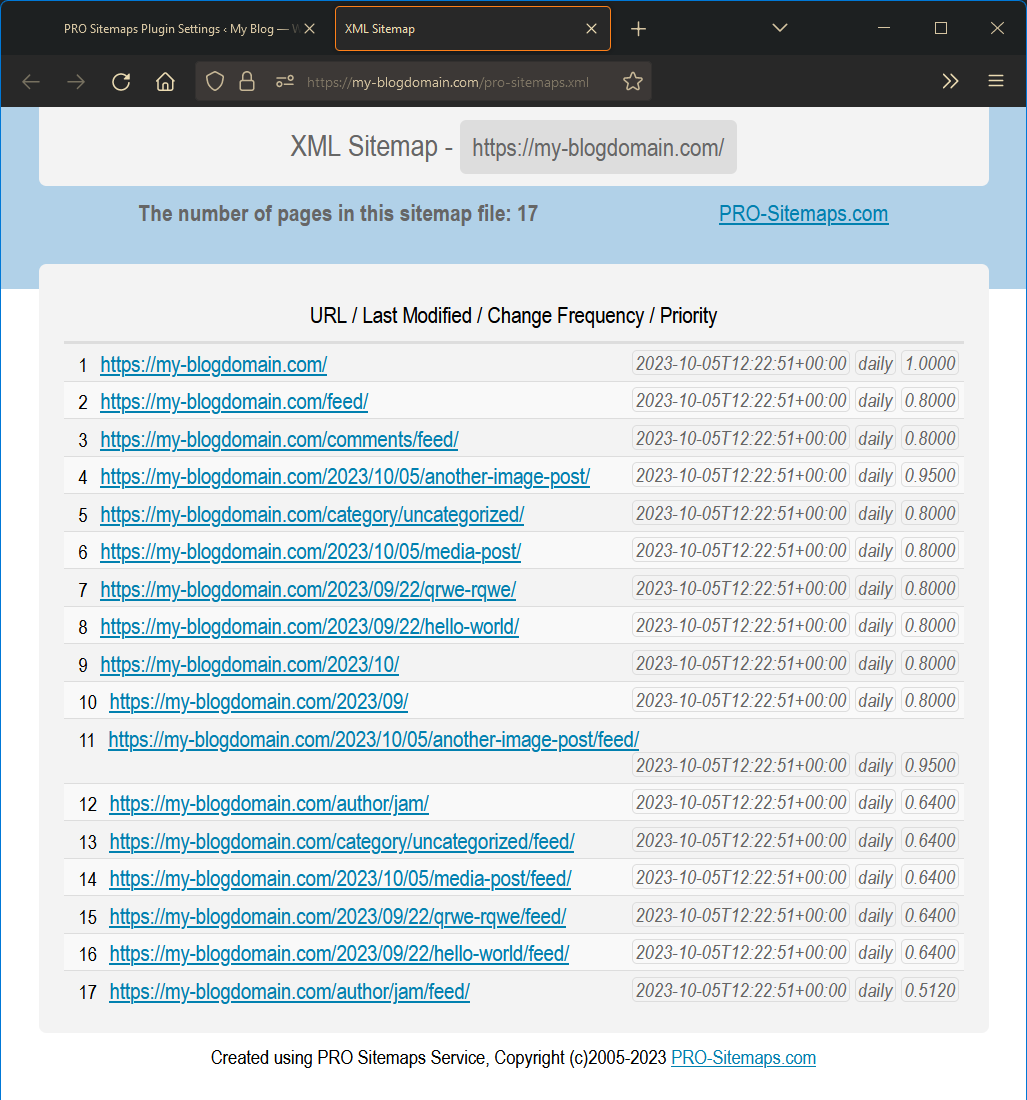 PRO Sitemaps Plugin Settings ‹ My Blog —
XML Sitemap
https://my-blogdomain.com/pro-sitemaps.xml
XML Sitemap - https://my-blogdomain.com/
The number of pages in this sitemap file: 17 PRO-Sitemaps.com
URL / Last Modified / Change Frequency / Priority
1 https://my-blogdomain.com/ 2023-10-05T12:22:51+00:00 daily 1.0000
2 https://my-blogdomain.com/feed/ 2023-10-05T12:22:51+00:00 daily 0.8000
3 https://my-blogdomain.com/comments/feed/ 2023-10-05T12:22:51+00:00 daily 0.8000
4 https://my-blogdomain.com/2023/10/05/another-image-post/ 2023-10-05T12:22:51+00:00 daily 0.9500
5 https://my-blogdomain.com/category/uncategorized/ 2023-10-05T12:22:51+00:00 daily 0.8000
6 https://my-blogdomain.com/2023/10/05/media-post/ 2023-10-05T12:22:51+00:00 daily 0.8000
7 https://my-blogdomain.com/2023/09/22/qrwe-rqwe/ 2023-10-05T12:22:51+00:00 daily 0.8000
8 https://my-blogdomain.com/2023/09/22/hello-world/ 2023-10-05T12:22:51+00:00 daily 0.8000
9 https://my-blogdomain.com/2023/10/ 2023-10-05T12:22:51+00:00 daily 0.8000
10 https://my-blogdomain.com/2023/09/ 2023-10-05T12:22:51+00:00 daily 0.8000
11 https://my-blogdomain.com/2023/10/05/another-image-post/feed/
2023-10-05T12:22:51+00:00 daily 0.9500
12 https://my-blogdomain.com/author/jam/ 2023-10-05T12:22:51+00:00 daily 0.6400
13 https://my-blogdomain.com/category/uncategorized/feed/ 2023-10-05T12:22:51+00:00 daily 0.6400
14 https://my-blogdomain.com/2023/10/05/media-post/feed/ 2023-10-05T12:22:51+00:00 daily 0.6400
15 https://my-blogdomain.com/2023/09/22/qrwe-rqwe/feed/ 2023-10-05T12:22:51+00:00 daily 0.6400
16 https://my-blogdomain.com/2023/09/22/hello-world/feed/ 2023-10-05T12:22:51+00:00 daily 0.6400
17 https://my-blogdomain.com/author/jam/feed/ 2023-10-05T12:22:51+00:00 daily 0.5120
Created using PRO Sitemaps Service, Copyright (c)2005-2023 PRO-Sitemaps.com